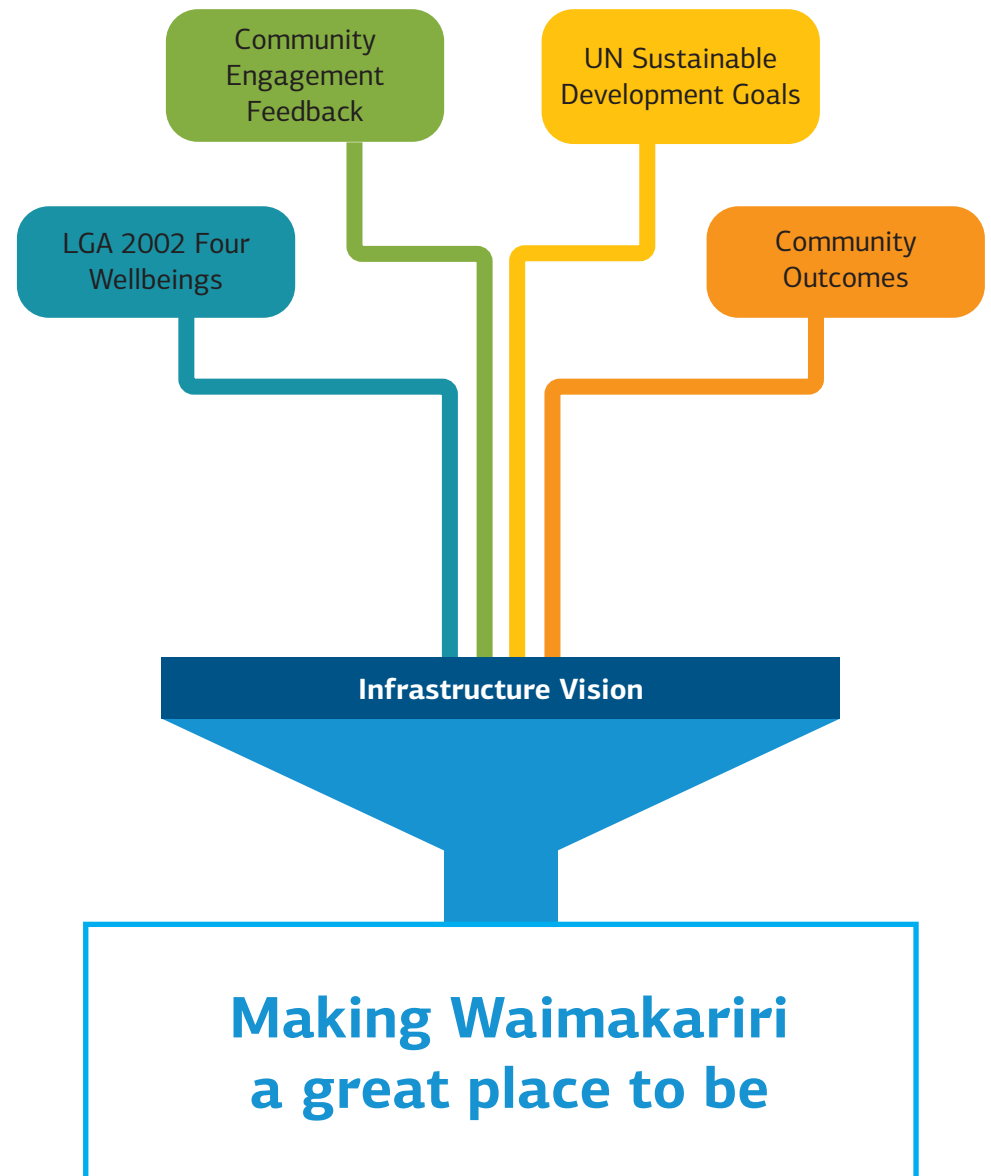 Community
Engagement
Feedback
UN Sustainable
Development Goals
LGA 2002 Four
Wellbeings
Community
Outcomes
Infrastructure Vision
Making Waimakariri
a great place to be